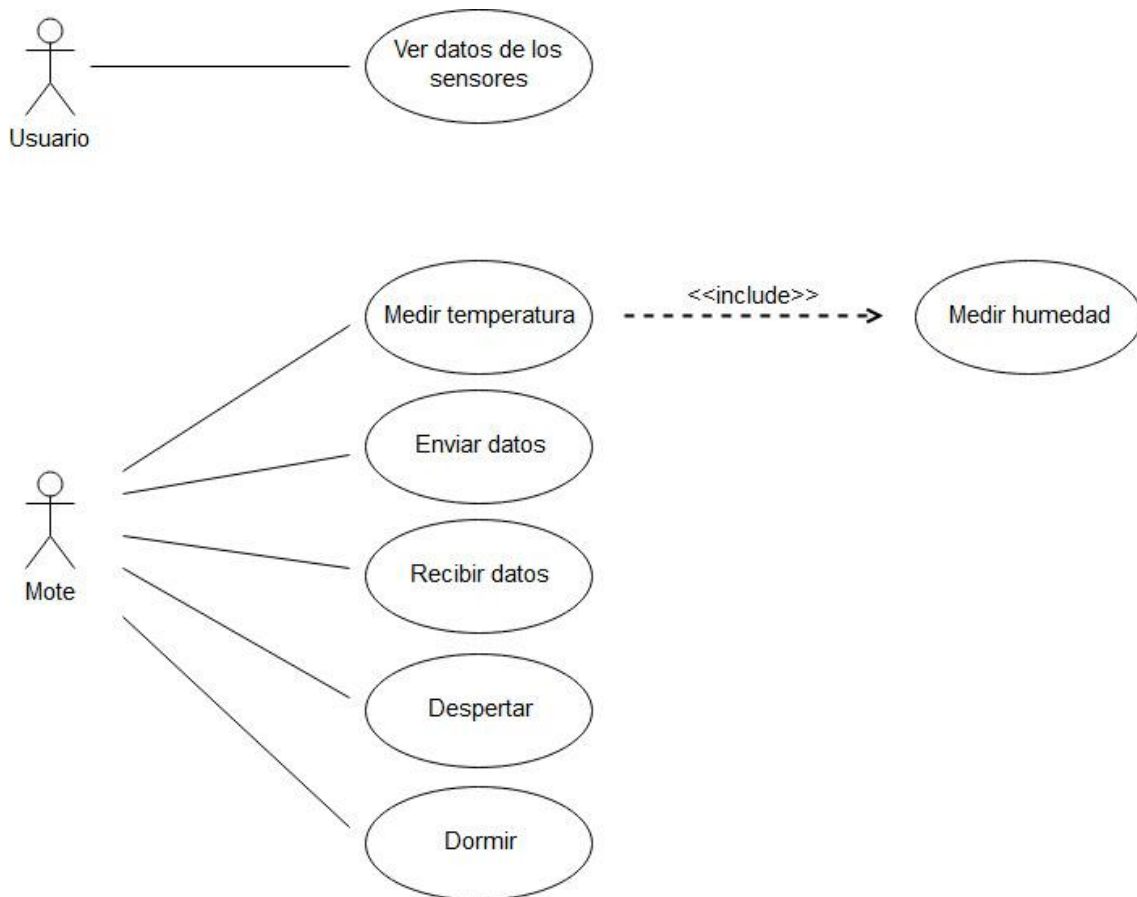 Ver datos de los
sensores
Usuario
<<include>>
Medir temperatura
Medir humedad
Enviar datos
Mote
Recibir datos
Despertar
Dormir